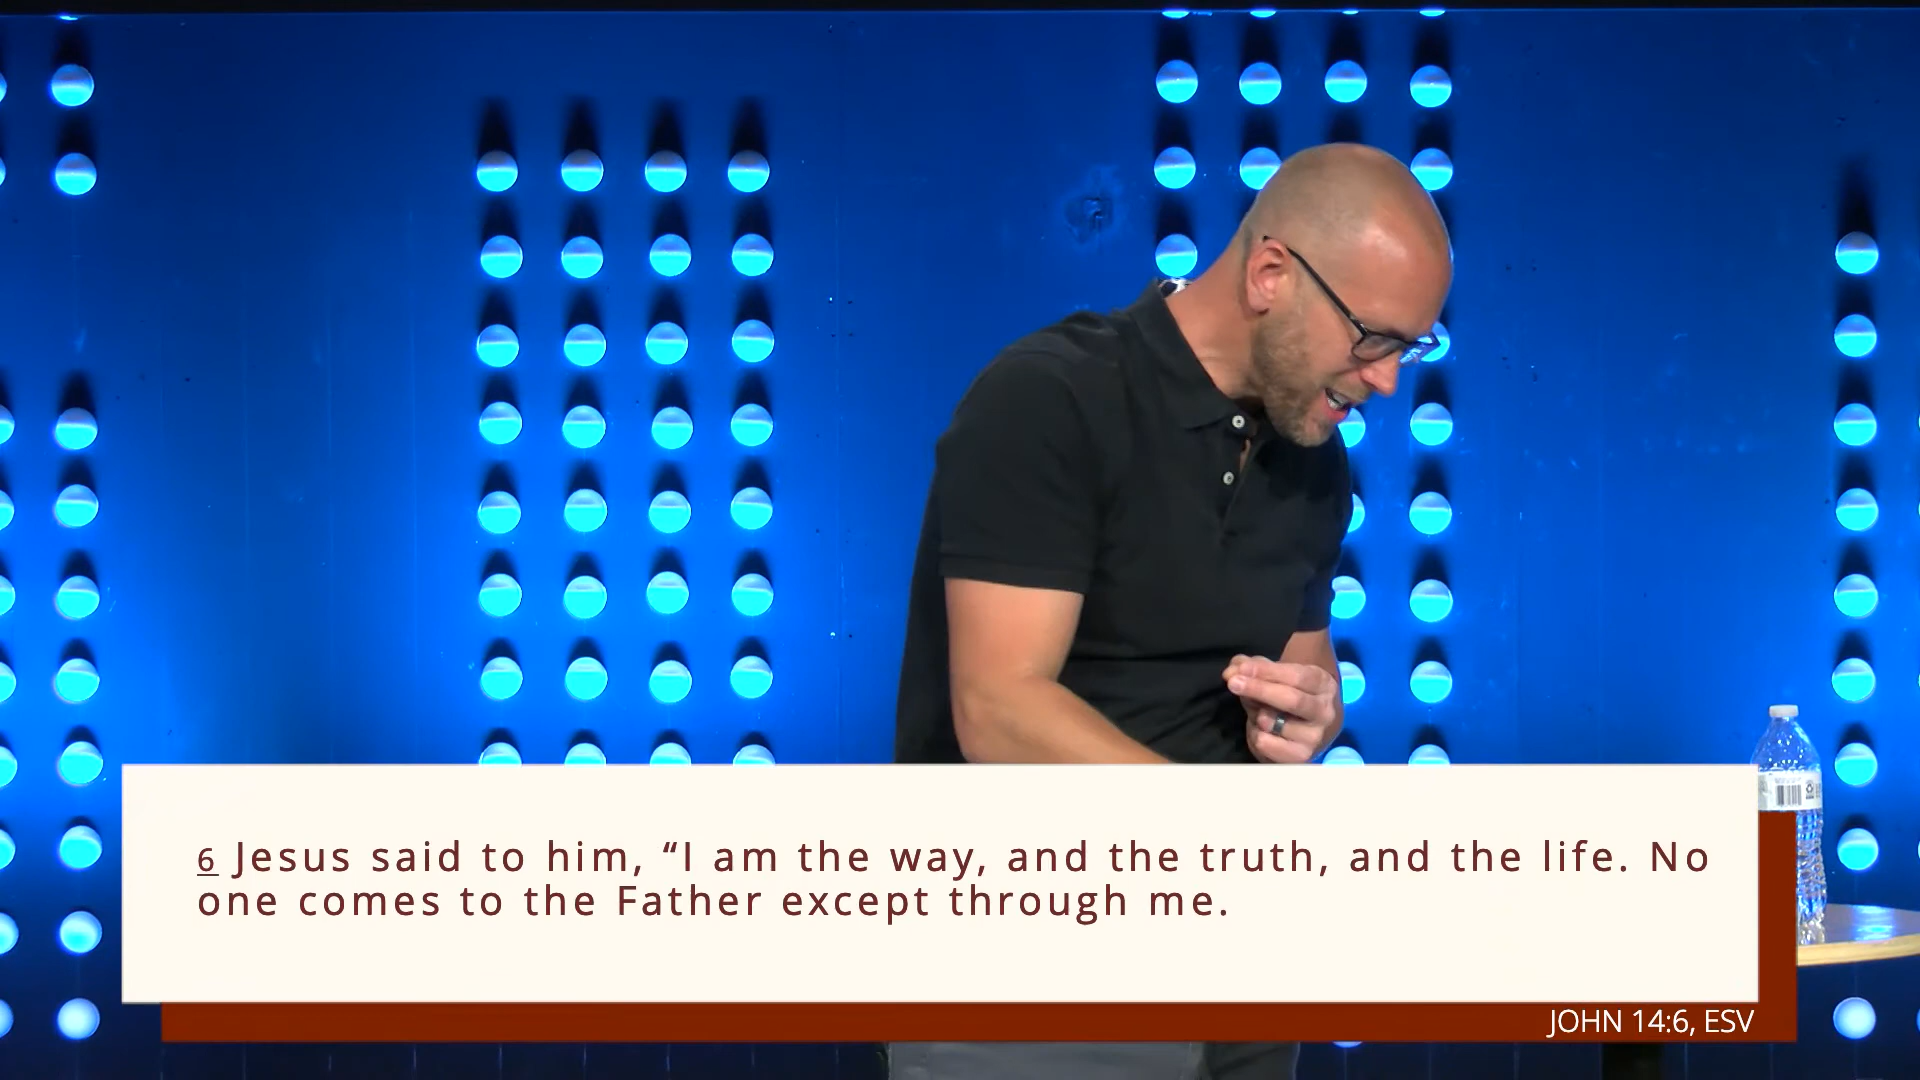 6 Jesus said to him, “I am the way, and the truth, and the life. No
one comes to the Father except through me.
JOHN 14:6, ESV